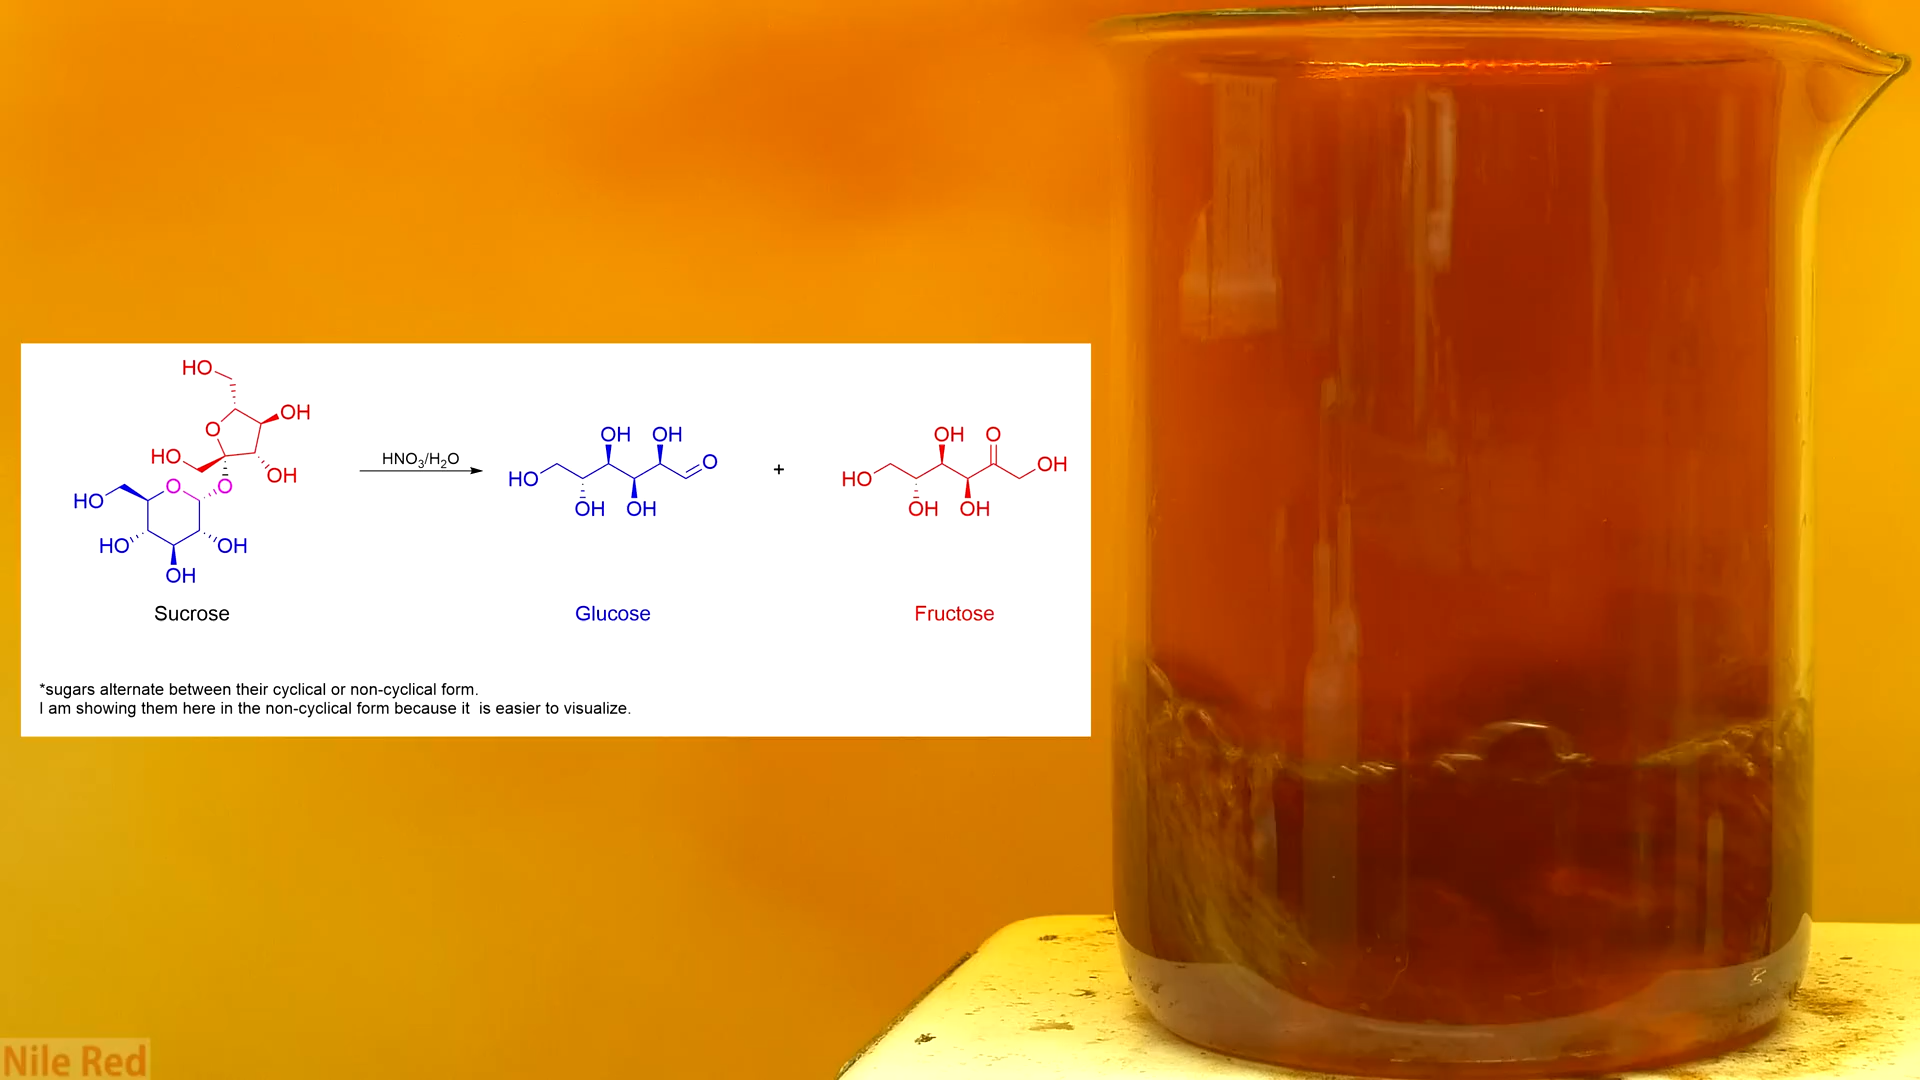 HO
OH
O
HO
OH
O
O
HO
HO
OH
OH
Sucrose
HNO₃/H₂O
OH OH
HO
O
OH OH
Glucose
+
OH O
HO
OH
OH OH
Fructose
*sugars alternate between their cyclical or non-cyclical form.
I am showing them here in the non-cyclical form because it is easier to visualize.
Nile Red